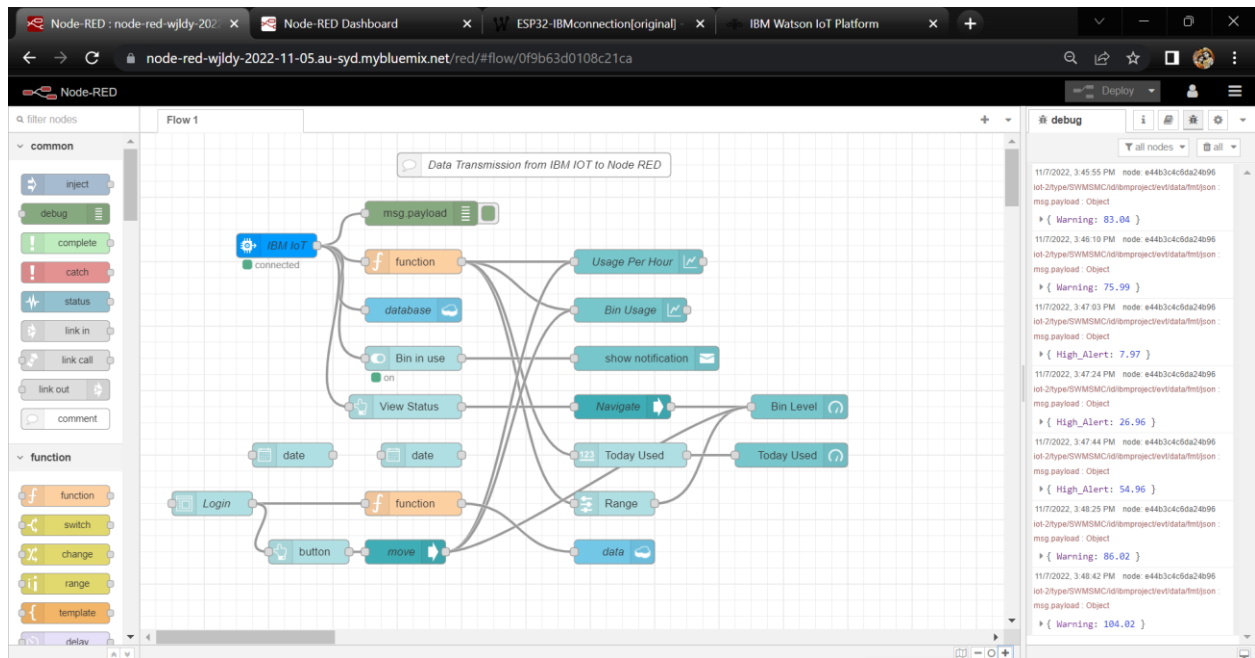 Node-RED : node-red-wjldy-202
Node-RED Dashboard
ESP32-IBMconnection[original] -
IBM Watson IoT Platform
node-red-wjldy-2022-11-05.au-syd.mybluemix.net/red/#flow/0f9b63d0108c21ca
Node-RED
Deploy
filter nodes
Flow 1
debug
all nodes
all
common
inject
debug
complete
catch
status
link in
link call
link out
comment
function
function
switch
change
range
template
delay
Data Transmission from IBM IOT to Node RED
msg.payload
IBM IoT
connected
function
Usage Per Hour
database
Bin Usage
Bin in use
on
show notification
View Status
Navigate
Bin Level
date
date
123
Today Used
Today Used
Login
function
Range
button
move
data
11/7/2022, 3:45:55 PM node: e44b3c4c6da24b96
iot-2/type/SWMSMC/id/ibmproject/evt/data/fmt/json :
msg.payload : Object
{ Warning: 83.04 }
11/7/2022, 3:46:10 PM node: e44b3c4c6da24b96
iot-2/type/SWMSMC/id/ibmproject/evt/data/fmt/json :
msg.payload : Object
{ Warning: 75.99 }
11/7/2022, 3:47:03 PM node: e44b3c4c6da24b96
iot-2/type/SWMSMC/id/ibmproject/evt/data/fmt/json :
msg.payload : Object
{ High_Alert: 7.97 }
11/7/2022, 3:47:24 PM node: e44b3c4c6da24b96
iot-2/type/SWMSMC/id/ibmproject/evt/data/fmt/json :
msg.payload : Object
{ High_Alert: 26.96 }
11/7/2022, 3:47:44 PM node: e44b3c4c6da24b96
iot-2/type/SWMSMC/id/ibmproject/evt/data/fmt/json :
msg.payload : Object
{ High_Alert: 54.96 }
11/7/2022, 3:48:25 PM node: e44b3c4c6da24b96
iot-2/type/SWMSMC/id/ibmproject/evt/data/fmt/json :
msg.payload : Object
{ Warning: 86.02 }
11/7/2022, 3:48:42 PM node: e44b3c4c6da24b96
iot-2/type/SWMSMC/id/ibmproject/evt/data/fmt/json :
msg.payload : Object
{ Warning: 104.02 }